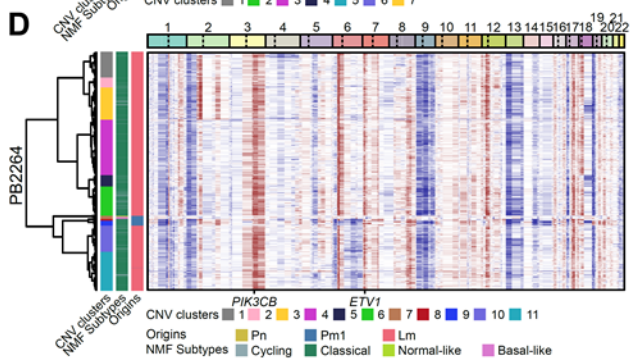 CNV clusters 1 2 3 4 5 6 7
CNV clusters
NMF Subtypes
Origins
D
1 2 3 4 5 6 7 8 9 10 11 12 13 14 15 16 17 18 19 20 21 22
PB2264
PIK3CB ETV1
CNV clusters
NMF Subtypes
Origins
CNV clusters 1 2 3 4 5 6 7 8 9 10 11
Origins Pn Pm1 Lm
NMF Subtypes Cycling Classical Normal-like Basal-like